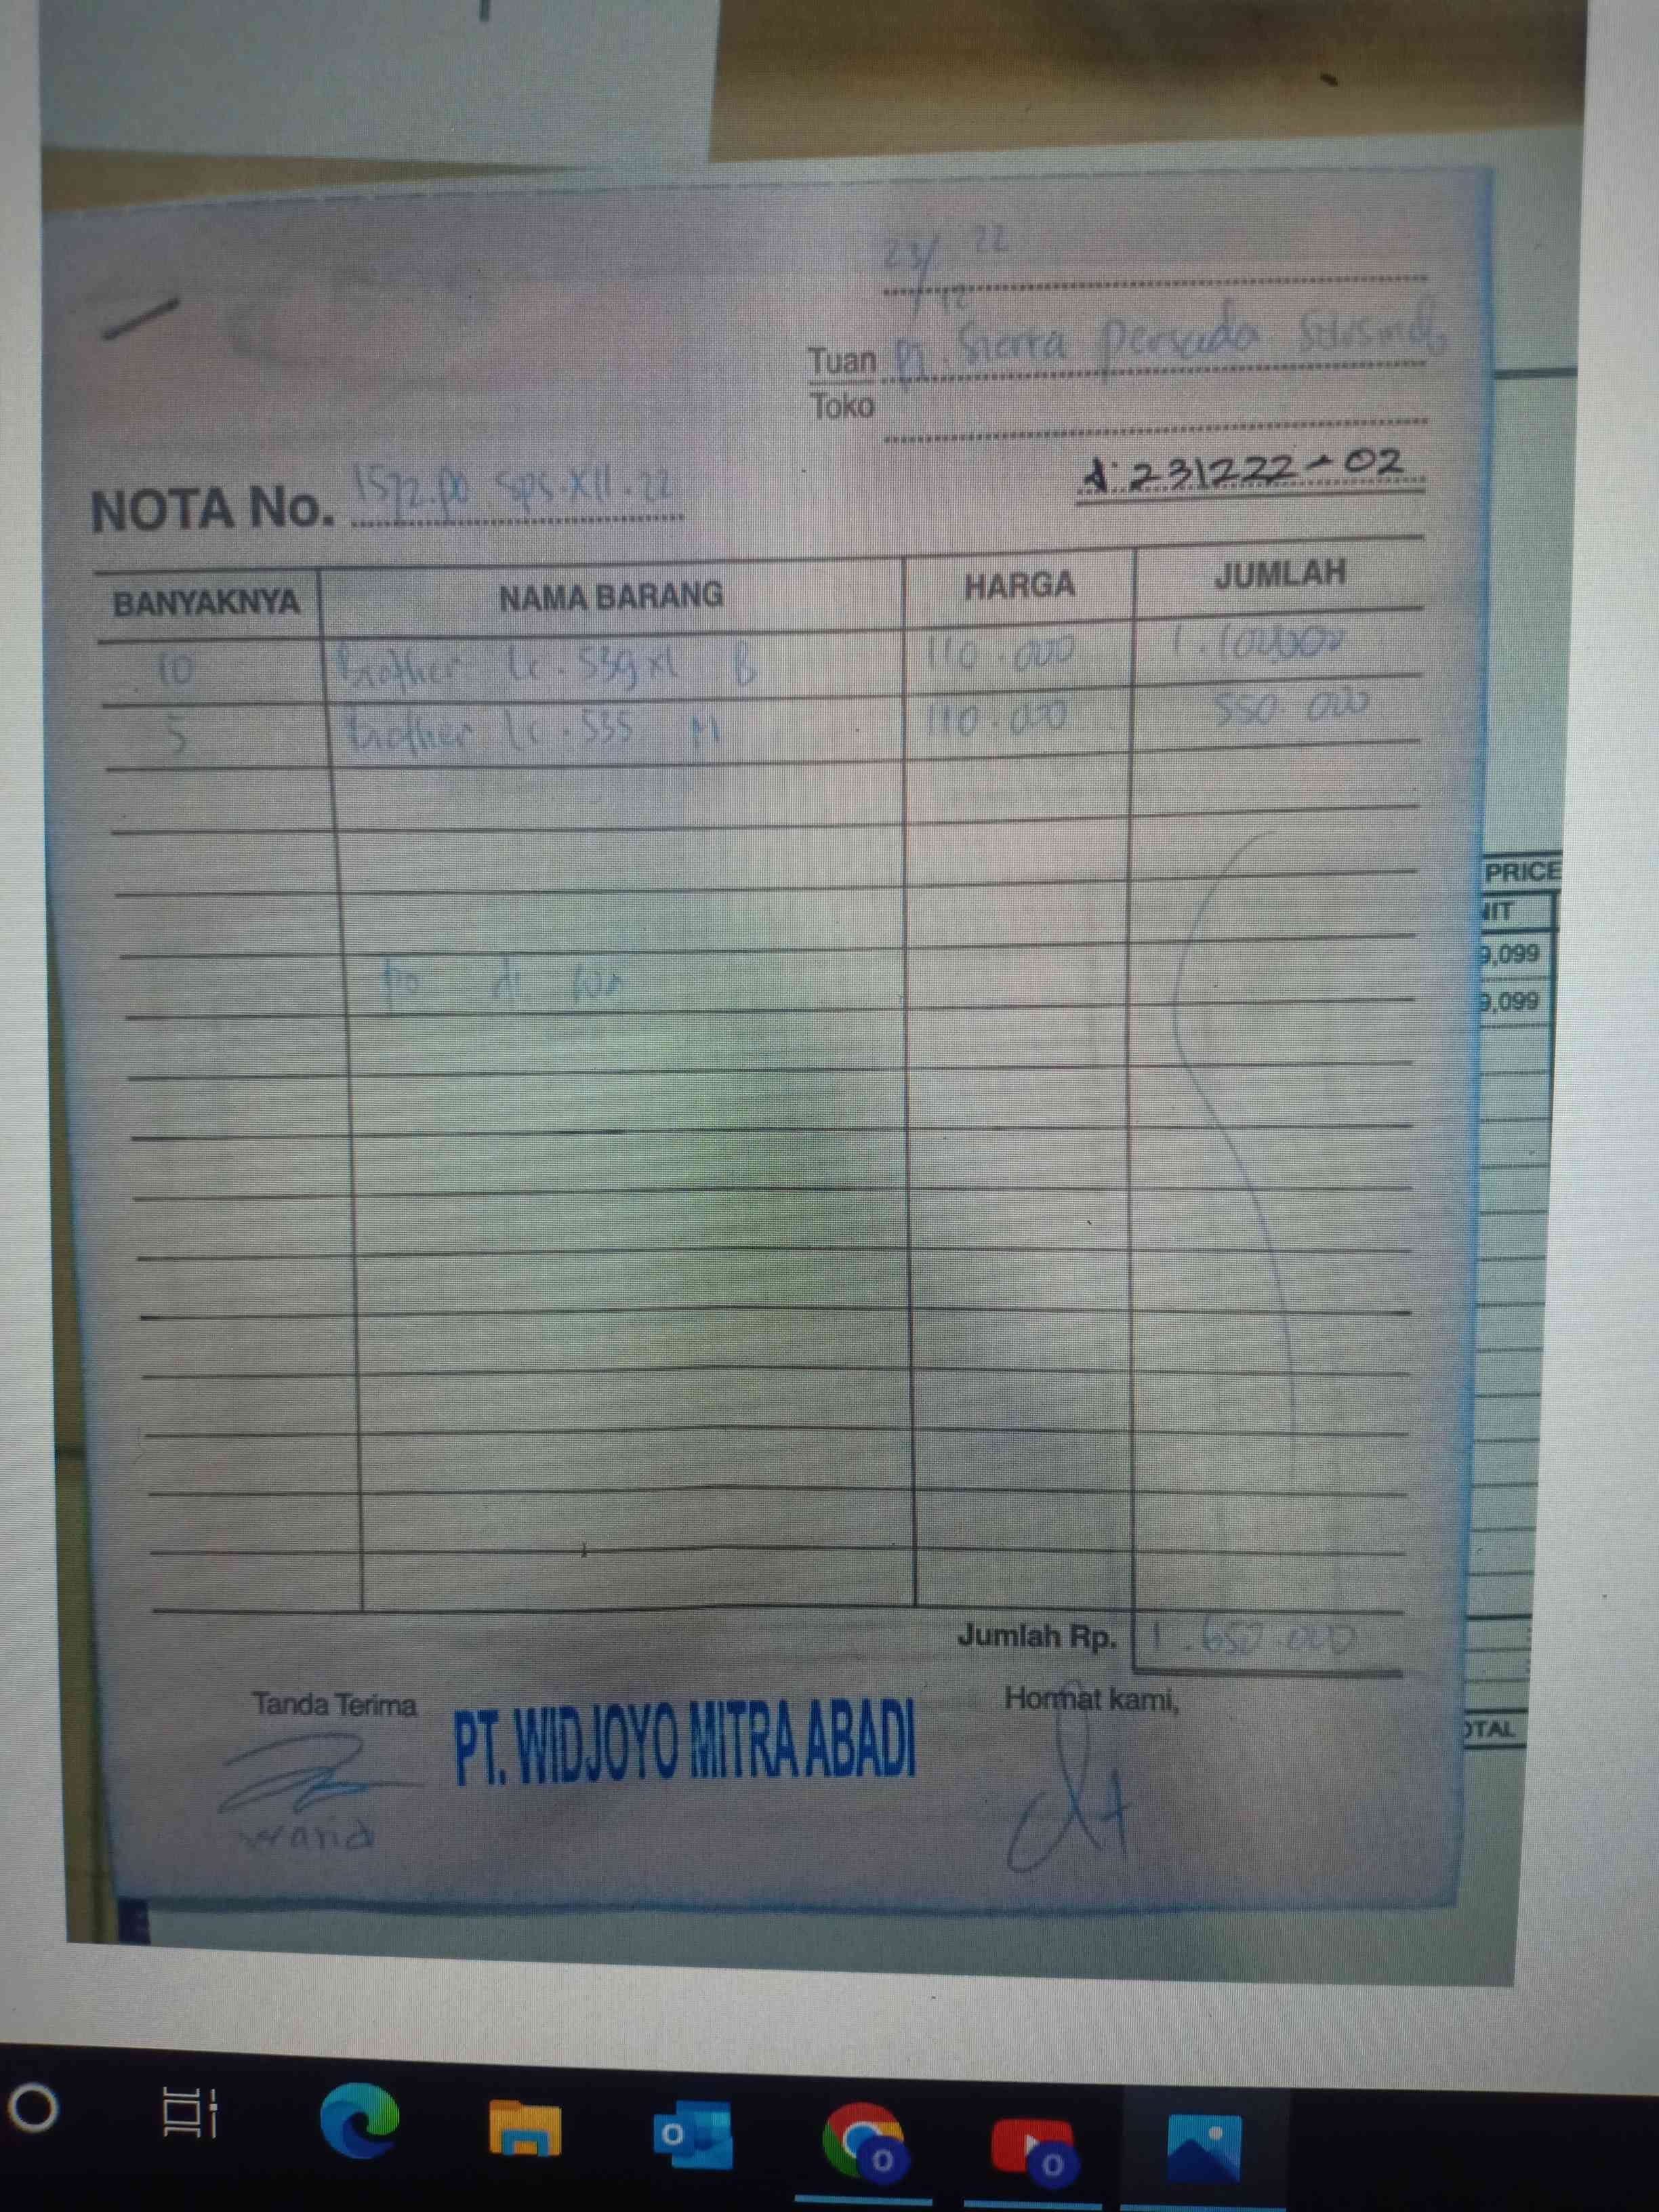 23/12 22
Tuan PT. Sierra Persada
Toko
d: 231222-02
NOTA No. 1572.po.sps.XII.22
BANYAKNYA NAMA BARANG HARGA JUMLAH
10 brother lc.539xl B 110.000 1.100.000
5 brother lc.535 M 110.000 550.000
po di
PRICE
NIT
9,099
9,099
Jumlah Rp. 1.650.000
Tanda Terima Hormat kami,
PT. WIDJOYO MITRA ABADI
OTAL